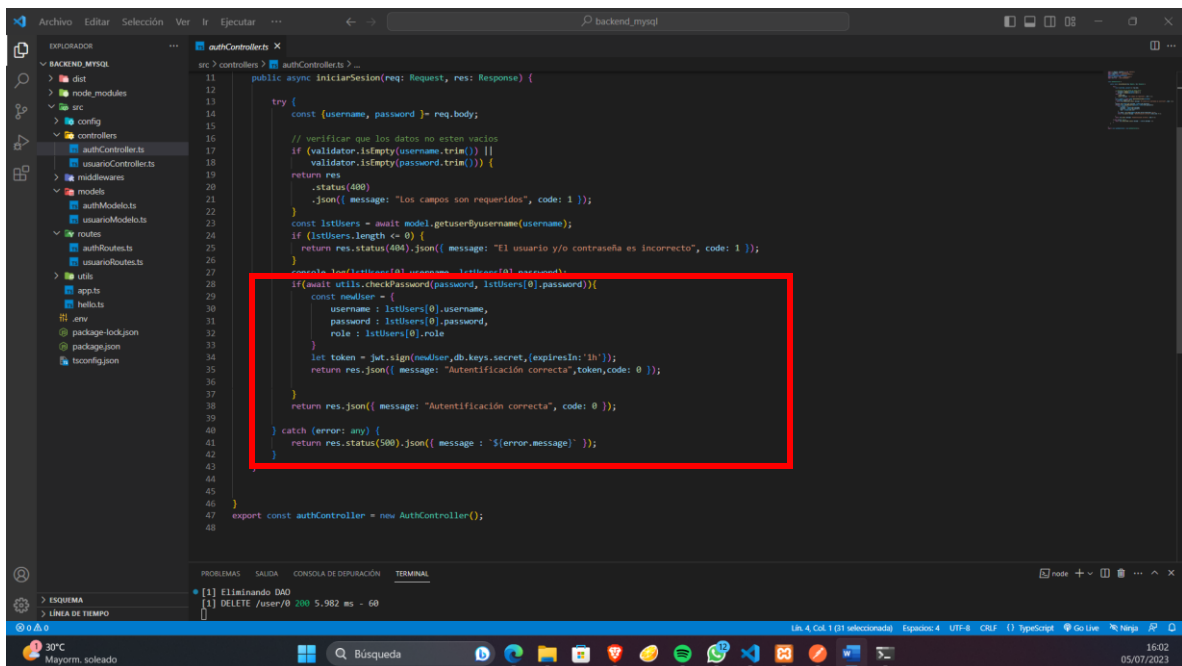 Archivo Editar Selección Ver Ir Ejecutar ··· backend_mysql
EXPLORADOR ···
BACKEND_MYSQL
dist
node_modules
src
config
controllers
authController.ts
usuarioController.ts
middlewares
models
authModelo.ts
usuarioModelo.ts
routes
authRoutes.ts
usuarioRoutes.ts
utils
app.ts
hello.ts
.env
package-lock.json
package.json
tsconfig.json
ESQUEMA
LÍNEA DE TIEMPO
authController.ts
src > controllers > authController.ts > ...
11 public async iniciarSesion(req: Request, res: Response) {
12
13 try {
14 const {username, password }= req.body;
15
16 // verificar que los datos no esten vacios
17 if (validator.isEmpty(username.trim()) ||
18 validator.isEmpty(password.trim())) {
19 return res
20 .status(400)
21 .json({ message: "Los campos son requeridos", code: 1 });
22 }
23 const lstUsers = await model.getuserByusername(username);
24 if (lstUsers.length <= 0) {
25 return res.status(404).json({ message: "El usuario y/o contraseña es incorrecto", code: 1 });
26 }
27 console.log(lstUsers[0].username, lstUsers[0].password);
28 if(await utils.checkPassword(password, lstUsers[0].password)){
29 const newUser = {
30 username : lstUsers[0].username,
31 password : lstUsers[0].password,
32 role : lstUsers[0].role
33 }
34 let token = jwt.sign(newUser,db.keys.secret,{expiresIn:'1h'});
35 return res.json({ message: "Autentificación correcta",token,code: 0 });
36
37 }
38 return res.json({ message: "Autentificación correcta", code: 0 });
39
40 } catch (error: any) {
41 return res.status(500).json({ message : `${error.message}` });
42 }
43 }
44
45
46 }
47 export const authController = new AuthController();
48
PROBLEMAS SALIDA CONSOLA DE DEPURACIÓN TERMINAL node
[1] Eliminando DAO
[1] DELETE /user/0 200 5.982 ms - 60
0 0 Lín. 4, Col. 1 (31 seleccionada) Espacios: 4 UTF-8 CRLF {} TypeScript Go Live Ninja
1 30°C
Mayorm. soleado
Búsqueda
12
16:02
05/07/2023